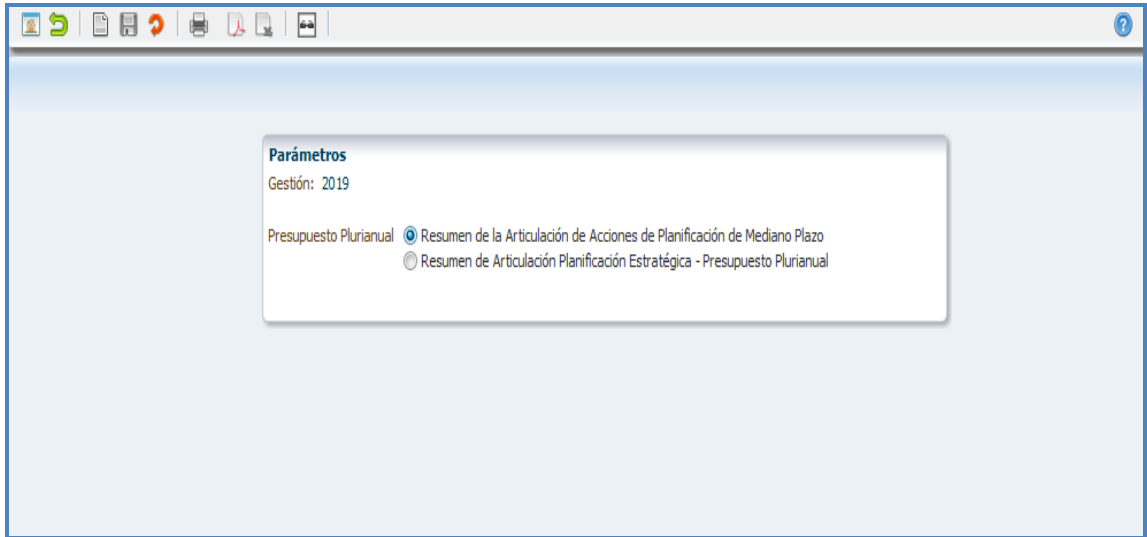 Parámetros
Gestión: 2019
Presupuesto Plurianual Resumen de la Articulación de Acciones de Planificación de Mediano Plazo
Resumen de Articulación Planificación Estratégica - Presupuesto Plurianual